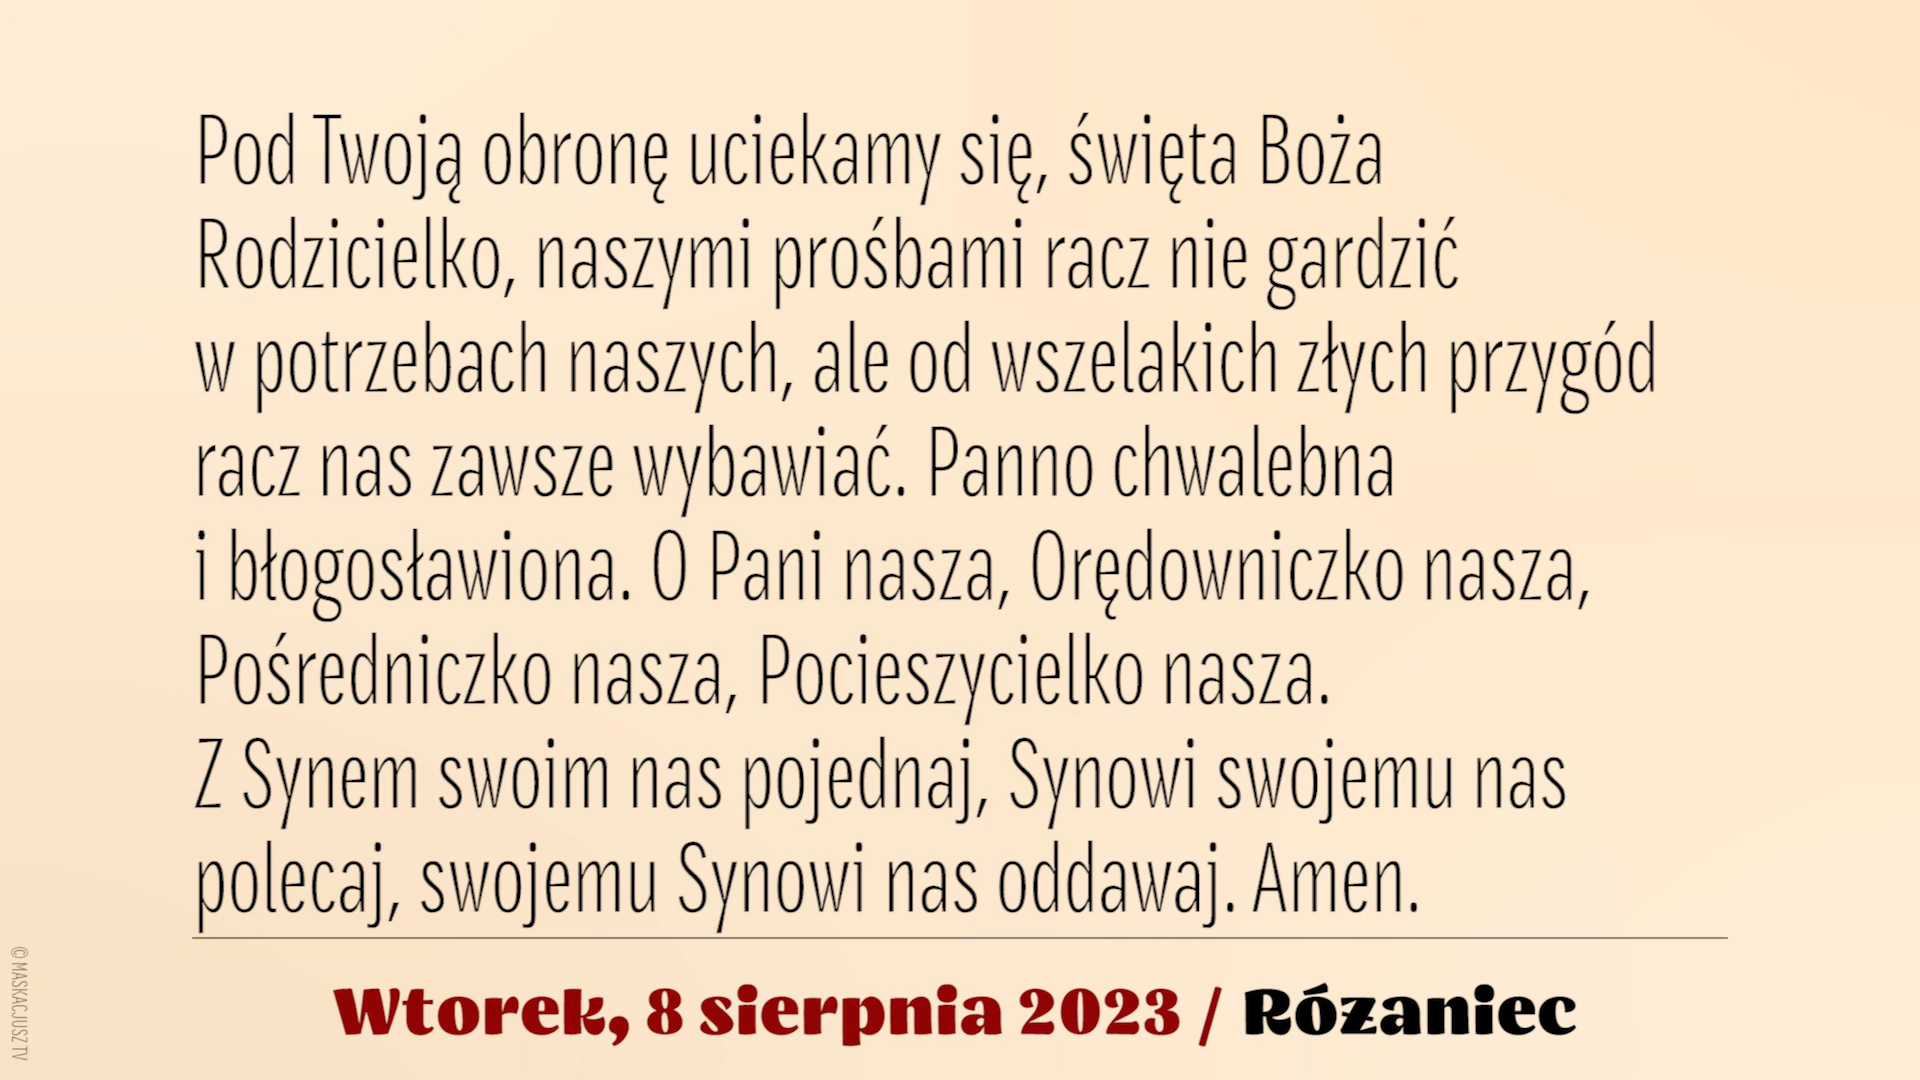 Pod Twoją obronę uciekamy się, święta Boża
Rodzicielko, naszymi prośbami racz nie gardzić
w potrzebach naszych, ale od wszelakich złych przygód
racz nas zawsze wybawiać. Panno chwalebna
i błogosławiona. O Pani nasza, Orędowniczko nasza,
Pośredniczko nasza, Pocieszycielko nasza.
Z Synem swoim nas pojednaj, Synowi swojemu nas
polecaj, swojemu Synowi nas oddawaj. Amen.
Wtorek, 8 sierpnia 2023 / Rózaniec
© MASKACJUSZ TV